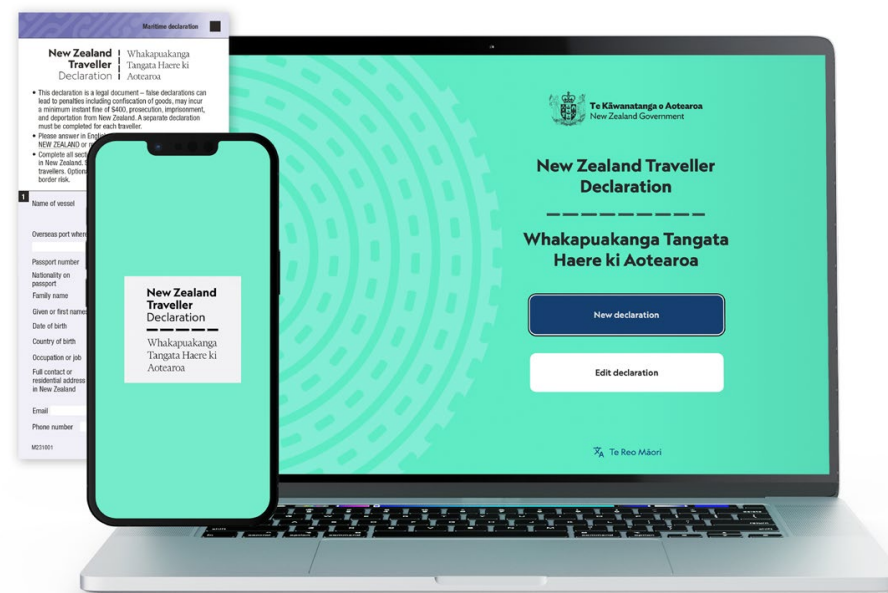 Maritime declaration
New Zealand
Traveller
Declaration
Whakapuakanga
Tangata Haere ki
Aotearoa
• This declaration is a legal document – false declarations can
lead to penalties including confiscation of goods, may incur
a minimum instant fine of $400, prosecution, imprisonment,
and deportation from New Zealand. A separate declaration
must be completed for each traveller.
• Please answer in
NEW ZEALAND or
• Complete all
in New Zealand.
travellers.
border risk.
1
Name of vessel
Overseas port where
Passport number
Nationality on
passport
Family name
Given or first
Date of birth
Country of birth
Occupation or job
Full contact or
residential address
in New Zealand
Email
Phone number
M231001
New Zealand
Traveller
Declaration
Whakapuakanga
Tangata Haere ki
Aotearoa
Te Kāwanatanga o Aotearoa
New Zealand Government
New Zealand Traveller
Declaration
Whakapuakanga Tangata
Haere ki Aotearoa
New declaration
Edit declaration
Te Reo Māori